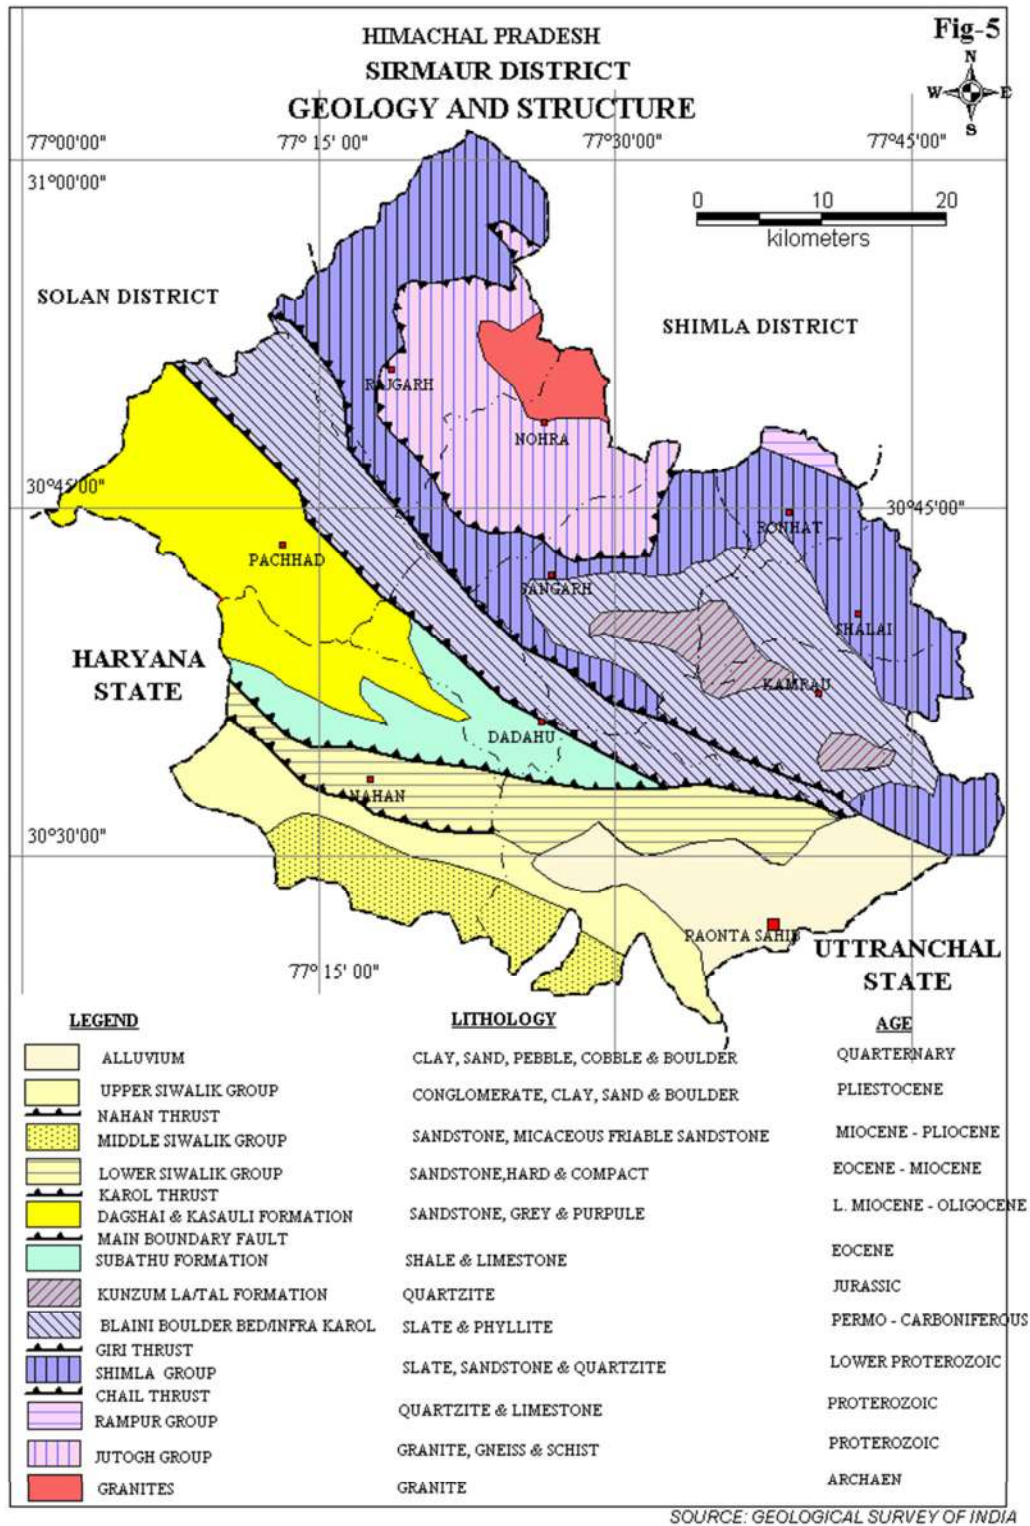 Fig-5
HIMACHAL PRADESH
SIRMAUR DISTRICT
GEOLOGY AND STRUCTURE
N
W E
S
77°00'00" 77°15' 00" 77°30'00" 77°45'00"
31°00'00"
0 10 20
kilometers
SOLAN DISTRICT
SHIMLA DISTRICT
RAJGARH
NOHRA
30°45'00" 30°45'00"
RONHAT
PACHHAD
SANGARH
SHALAI
HARYANA
STATE
KAMRAU
DADAHU
NAHAN
30°30'00"
PAONTA SAHIB
UTTRANCHAL
STATE
77°15' 00"
LEGEND LITHOLOGY AGE
ALLUVIUM CLAY, SAND, PEBBLE, COBBLE & BOULDER QUARTERNARY
UPPER SIWALIK GROUP CONGLOMERATE, CLAY, SAND & BOULDER PLIESTOCENE
NAHAN THRUST
MIDDLE SIWALIK GROUP SANDSTONE, MICACEOUS FRIABLE SANDSTONE MIOCENE - PLIOCENE
LOWER SIWALIK GROUP SANDSTONE,HARD & COMPACT EOCENE - MIOCENE
KAROL THRUST
DAGSHAI & KASAULI FORMATION SANDSTONE, GREY & PURPULE L. MIOCENE - OLIGOCENE
MAIN BOUNDARY FAULT
SUBATHU FORMATION SHALE & LIMESTONE EOCENE
KUNZUM LA/TAL FORMATION QUARTZITE JURASSIC
BLAINI BOULDER BED/INFRA KAROL SLATE & PHYLLITE PERMO - CARBONIFEROUS
GIRI THRUST
SHIMLA GROUP SLATE, SANDSTONE & QUARTZITE LOWER PROTEROZOIC
CHAIL THRUST
RAMPUR GROUP QUARTZITE & LIMESTONE PROTEROZOIC
JUTOGH GROUP GRANITE, GNEISS & SCHIST PROTEROZOIC
GRANITES GRANITE ARCHAEN
SOURCE: GEOLOGICAL SURVEY OF INDIA